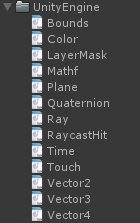 UnityEngine
Bounds
Color
LayerMask
Mathf
Plane
Quaternion
Ray
RaycastHit
Time
Touch
Vector2
Vector3
Vector4